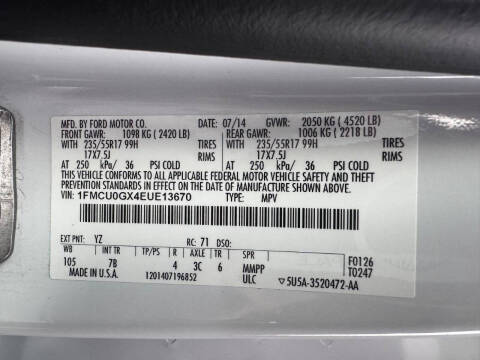 MFD. BY FORD MOTOR CO. 07/14 GVWR: 2050 KG ( 4520 LB)
FRONT GAWR: 1098 KG ( 2420 LB) REAR GAWR: 1006 KG ( 2218 LB)
235/55R17 99H TIRES 235/55R17 99H TIRES
17X7.5J RIMS 17X7.5J RIMS
AT 250 kPa/ 36 PSI COLD AT 250 kPa/ 36 PSI COLD
THIS VEHICLE CONFORMS TO ALL APPLICABLE FEDERAL MOTOR VEHICLE SAFETY AND THEFT PREVENTION STANDARDS IN EFFECT ON THE DATE OF MANUFACTURE SHOWN ABOVE.
VIN: 1FMCU0GX4EUE13670 TYPE: MPV
EXT PNT: YZ RC: 71 DSO:
WB INT TR TP/PS R AXLE TR SPR F0126
105 7B 4 3C 6 MMPP T0247
MADE IN U.S.A. 1201407196852 ULC 5U5A-3520472-AA